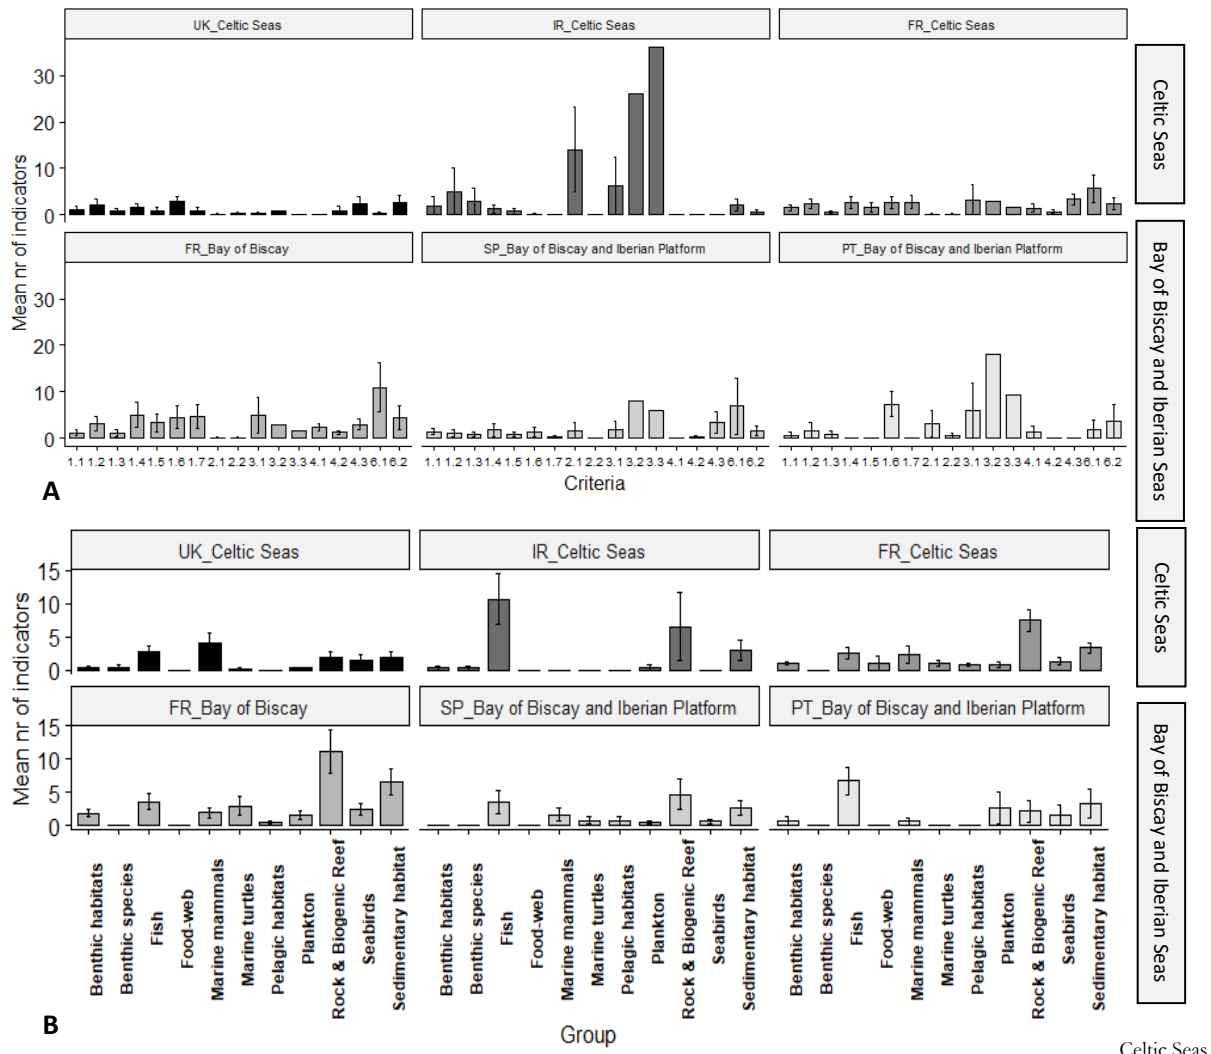 UK_Celtic Seas IR_Celtic Seas FR_Celtic Seas
30
20
10
0
FR_Bay of Biscay SP_Bay of Biscay and Iberian Platform PT_Bay of Biscay and Iberian Platform
30
20
10
0
Mean nr of indicators
1.1 1.2 1.3 1.4 1.5 1.6 1.7 2.1 2.2 3.1 3.2 3.3 4.1 4.2 4.3 6.1 6.2 1.1 1.2 1.3 1.4 1.5 1.6 1.7 2.1 2.2 3.1 3.2 3.3 4.1 4.2 4.3 6.1 6.2 1.1 1.2 1.3 1.4 1.5 1.6 1.7 2.1 2.2 3.1 3.2 3.3 4.1 4.2 4.3 6.1 6.2
Criteria
A
Celtic Seas
Bay of Biscay and Iberian Seas
UK_Celtic Seas IR_Celtic Seas FR_Celtic Seas
15
10
5
0
FR_Bay of Biscay SP_Bay of Biscay and Iberian Platform PT_Bay of Biscay and Iberian Platform
15
10
5
0
Mean nr of indicators
Benthic habitats
Benthic species
Fish
Food-web
Marine mammals
Marine turtles
Pelagic habitats
Plankton
Rock & Biogenic Reef
Seabirds
Sedimentary habitat
Benthic habitats
Benthic species
Fish
Food-web
Marine mammals
Marine turtles
Pelagic habitats
Plankton
Rock & Biogenic Reef
Seabirds
Sedimentary habitat
Benthic habitats
Benthic species
Fish
Food-web
Marine mammals
Marine turtles
Pelagic habitats
Plankton
Rock & Biogenic Reef
Seabirds
Sedimentary habitat
Group
B
Celtic Seas
Bay of Biscay and Iberian Seas
Celtic Seas